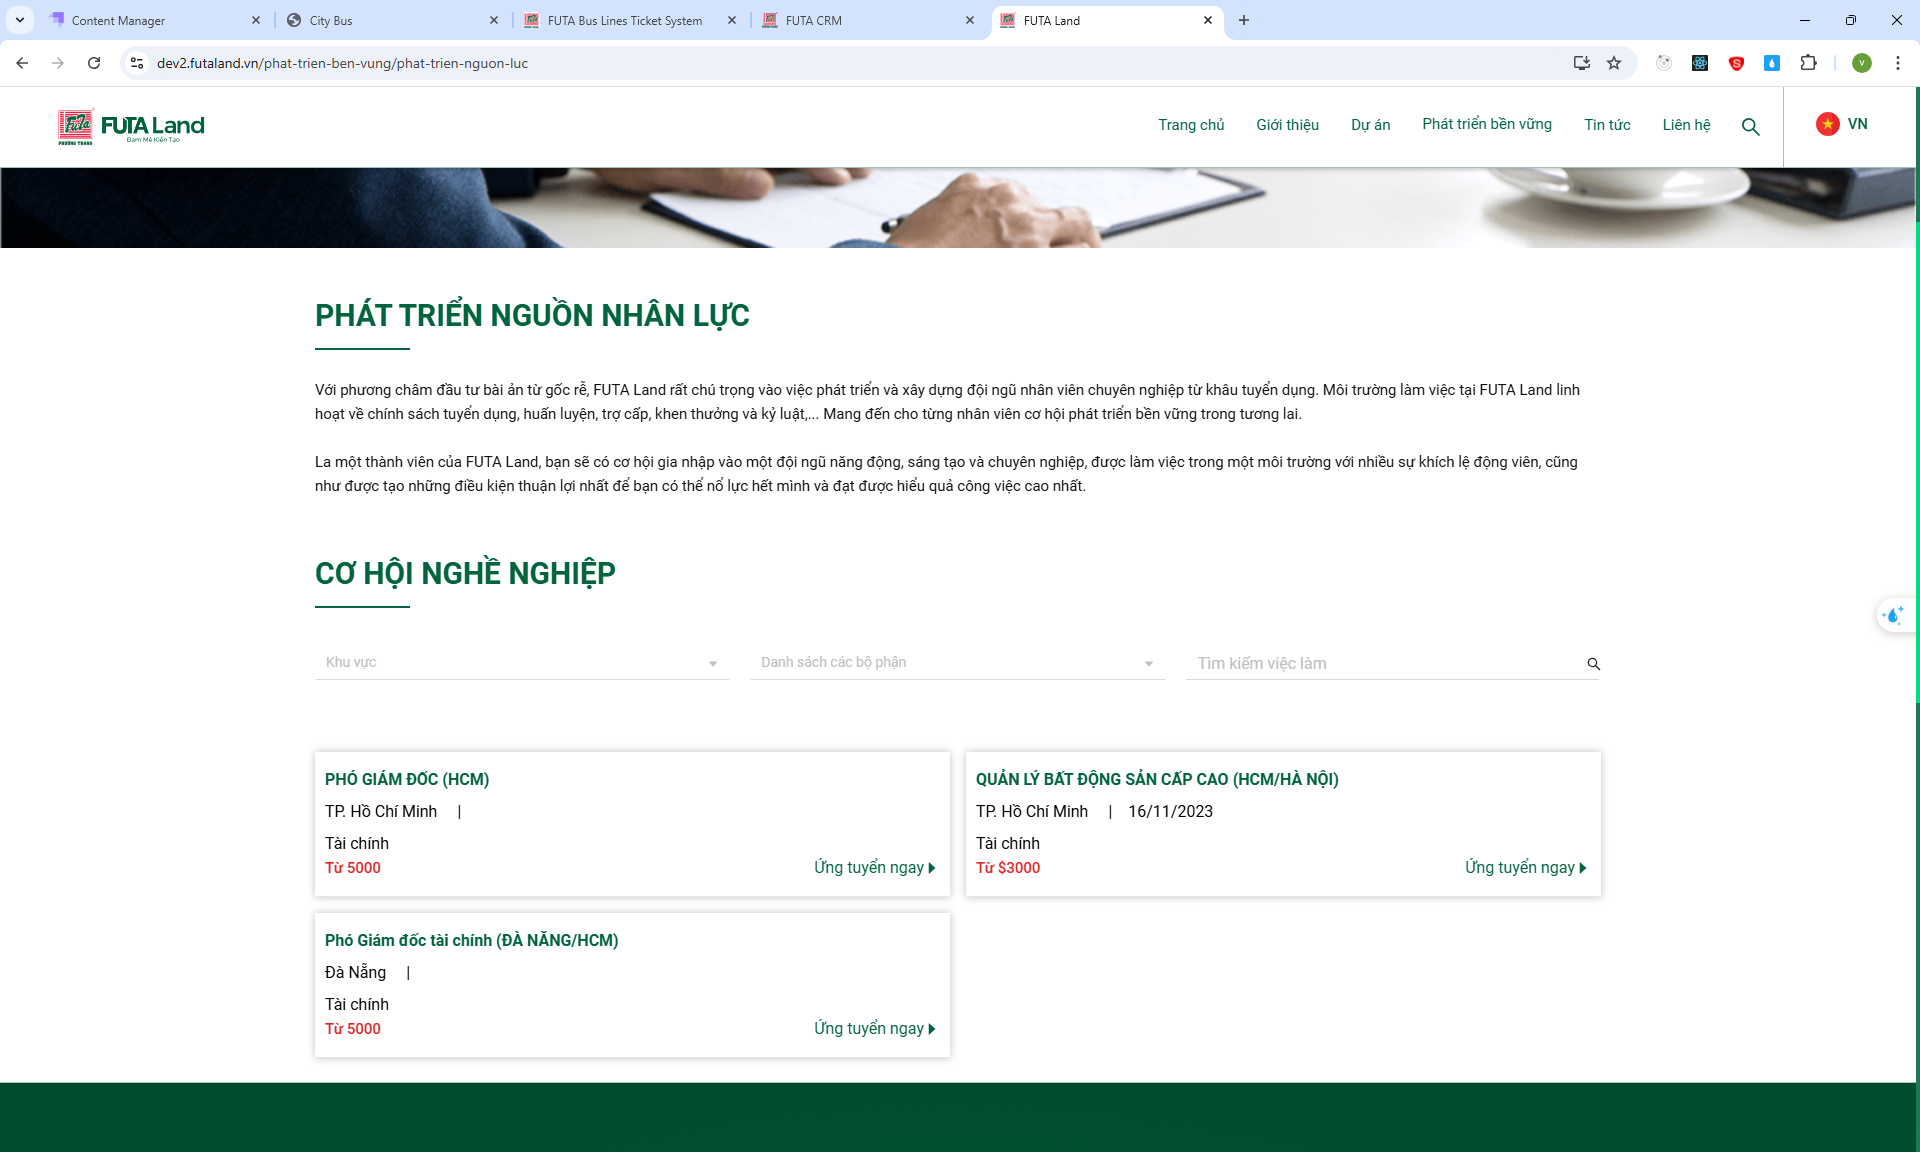 Content Manager
City Bus
FUTA Bus Lines Ticket System
FUTA CRM
FUTA Land
dev2.futaland.vn/phat-trien-ben-vung/phat-trien-nguon-luc
V
FuTa
PHƯƠNG TRANG
FUTA Land
Đam Mê Kiến Tạo
Trang chủ
Giới thiệu
Dự án
Phát triển bền vững
Tin tức
Liên hệ
VN
PHÁT TRIỂN NGUỒN NHÂN LỰC
Với phương châm đầu tư bài ản từ gốc rễ, FUTA Land rất chú trọng vào việc phát triển và xây dựng đội ngũ nhân viên chuyên nghiệp từ khâu tuyển dụng. Môi trường làm việc tại FUTA Land linh
hoạt về chính sách tuyển dụng, huấn luyện, trợ cấp, khen thưởng và kỷ luật,... Mang đến cho từng nhân viên cơ hội phát triển bền vững trong tương lai.
La một thành viên của FUTA Land, bạn sẽ có cơ hội gia nhập vào một đội ngũ năng động, sáng tạo và chuyên nghiệp, được làm việc trong một môi trường với nhiều sự khích lệ động viên, cũng
như được tạo những điều kiện thuận lợi nhất để bạn có thể nổ lực hết mình và đạt được hiểu quả công việc cao nhất.
CƠ HỘI NGHỀ NGHIỆP
Khu vực
Danh sách các bộ phận
Tìm kiếm việc làm
PHÓ GIÁM ĐỐC (HCM)
TP. Hồ Chí Minh |
Tài chính
Từ 5000
Ứng tuyển ngay
QUẢN LÝ BẤT ĐỘNG SẢN CẤP CAO (HCM/HÀ NỘI)
TP. Hồ Chí Minh | 16/11/2023
Tài chính
Từ $3000
Ứng tuyển ngay
Phó Giám đốc tài chính (ĐÀ NẴNG/HCM)
Đà Nẵng |
Tài chính
Từ 5000
Ứng tuyển ngay